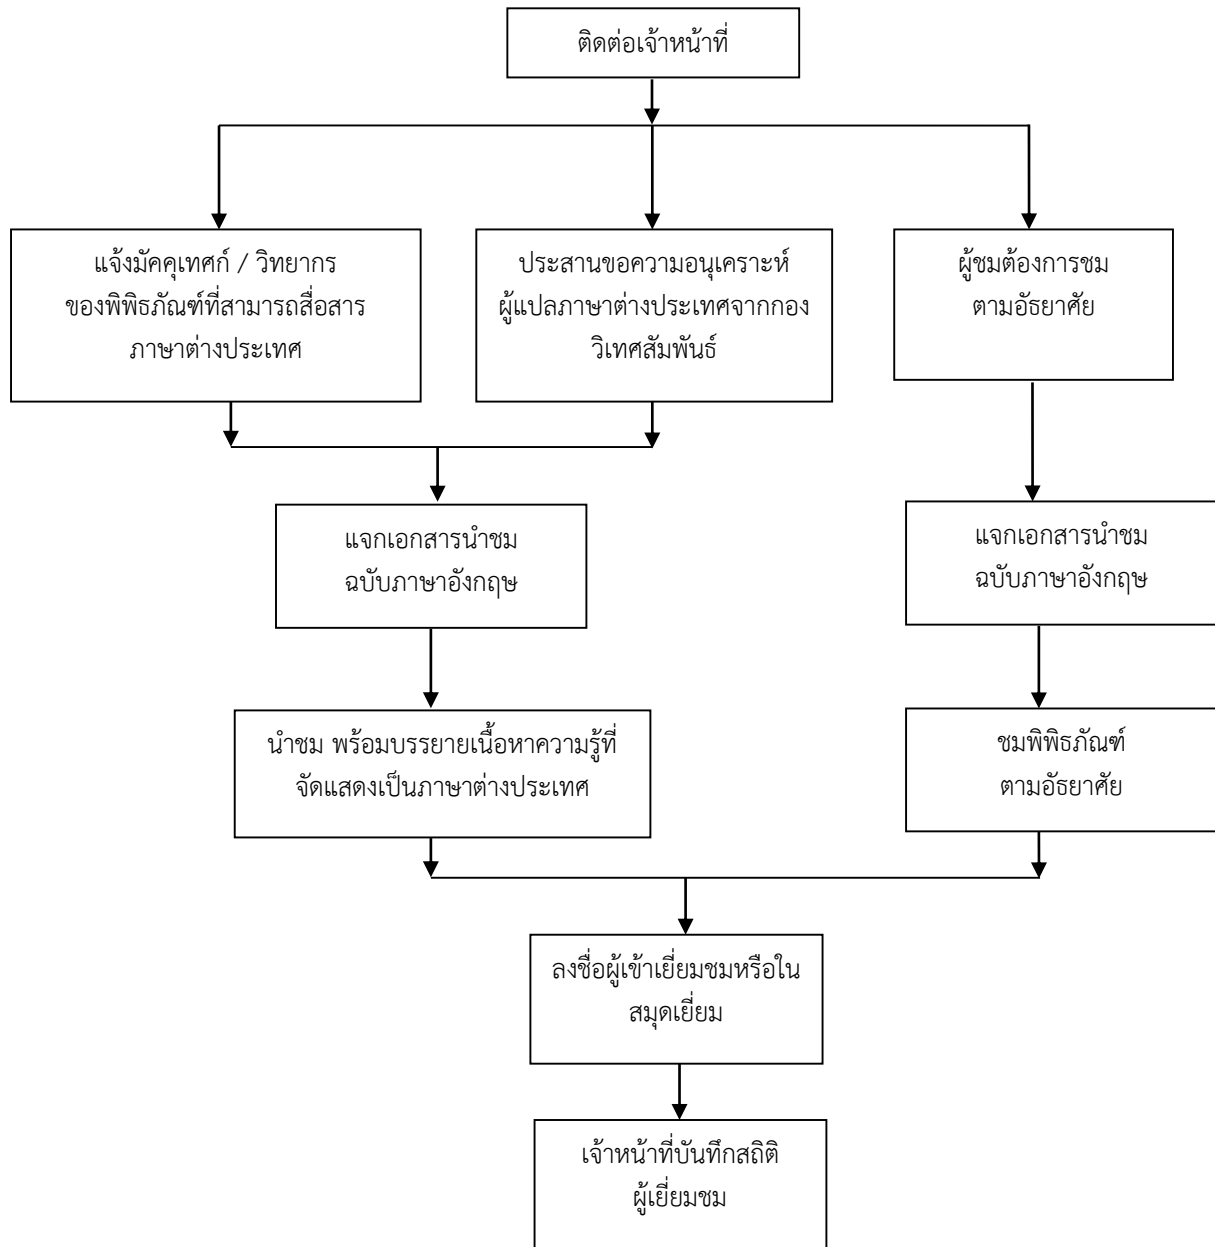 ติดต่อเจ้าหน้าที่
แจ้งมัคคุเทศก์ / วิทยากร
ของพิพิธภัณฑ์ที่สามารถสื่อสาร
ภาษาต่างประเทศ
ประสานขอความอนุเคราะห์
ผู้แปลภาษาต่างประเทศจากกอง
วิเทศสัมพันธ์
ผู้ชมต้องการชม
ตามอัธยาศัย
แจกเอกสารนำชม
ฉบับภาษาอังกฤษ
แจกเอกสารนำชม
ฉบับภาษาอังกฤษ
นำชม พร้อมบรรยายเนื้อหาความรู้ที่
จัดแสดงเป็นภาษาต่างประเทศ
ชมพิพิธภัณฑ์
ตามอัธยาศัย
ลงชื่อผู้เข้าเยี่ยมชมหรือใน
สมุดเยี่ยม
เจ้าหน้าที่บันทึกสถิติ
ผู้เยี่ยมชม